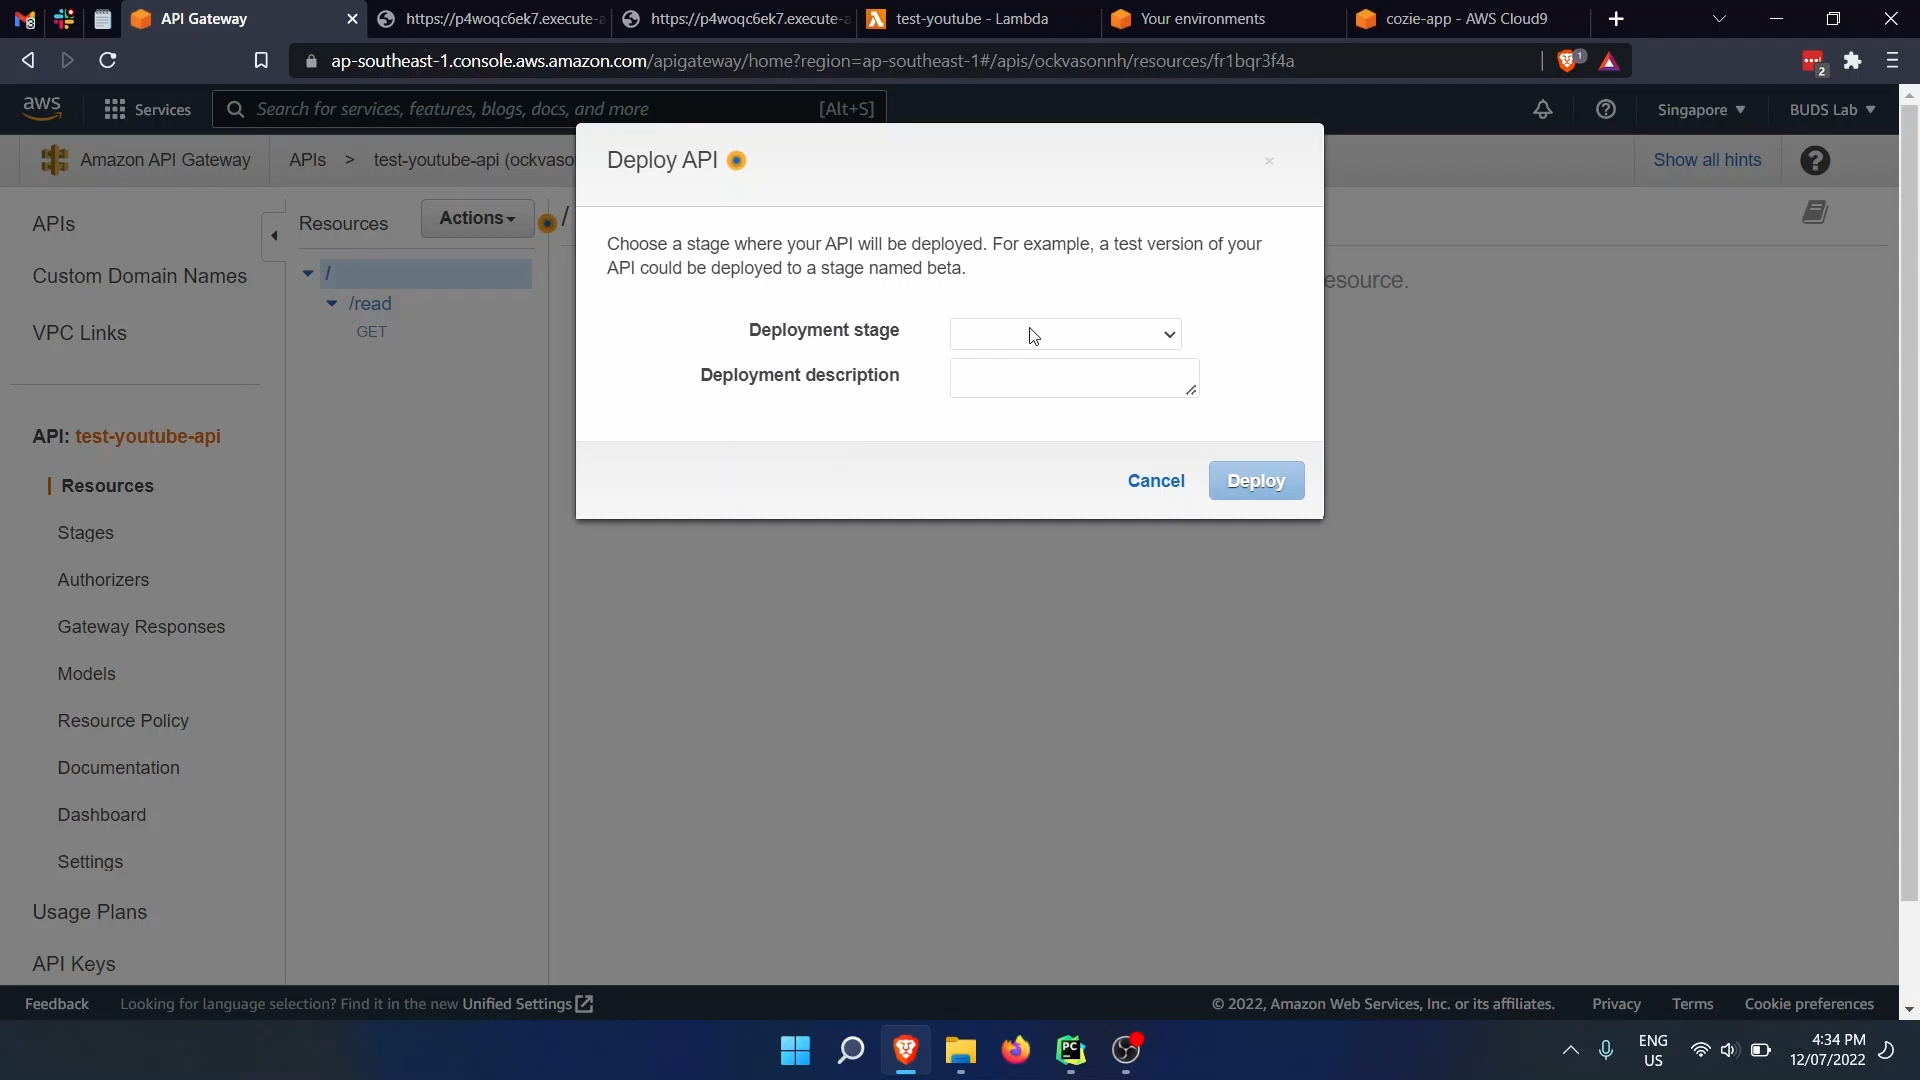 API Gateway
https://p4woqc6ek7.execute-a
https://p4woqc6ek7.execute-a
test-youtube - Lambda
Your environments
cozie-app - AWS Cloud9
ap-southeast-1.console.aws.amazon.com/apigateway/home?region=ap-southeast-1#/apis/ockvasonnh/resources/fr1bqr3f4a
1
2
aws
Services
Search for services, features, blogs, docs, and more
[Alt+S]
Singapore
BUDS Lab
Amazon API Gateway
APIs > test-youtube-api (ockvaso
Show all hints
Deploy API
Choose a stage where your API will be deployed. For example, a test version of your
API could be deployed to a stage named beta.
Deployment stage
Deployment description
Cancel
Deploy
APIs
Custom Domain Names
VPC Links
API: test-youtube-api
Resources
Stages
Authorizers
Gateway Responses
Models
Resource Policy
Documentation
Dashboard
Settings
Usage Plans
API Keys
Resources
Actions
/
/
/read
GET
esource.
Feedback
Looking for language selection? Find it in the new Unified Settings
© 2022, Amazon Web Services, Inc. or its affiliates.
Privacy
Terms
Cookie preferences
PC
ENG
US
4:34 PM
12/07/2022